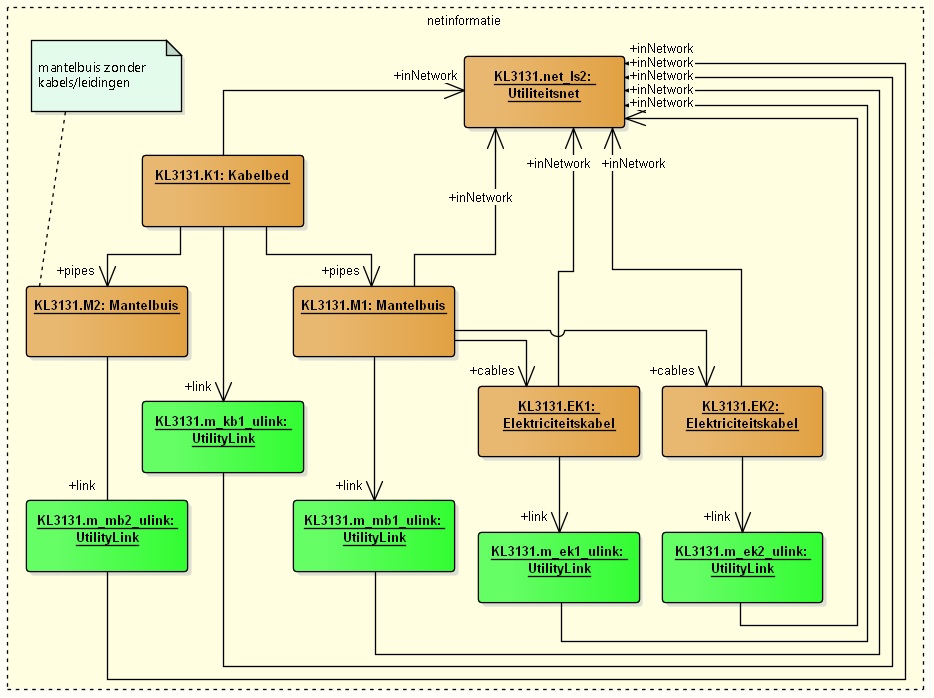 netinformatie
mantelbuis zonder
kabels/leidingen
+inNetwork
KL3131.net_ls2:
Utiliteitsnet
+inNetwork
+inNetwork
+inNetwork
+inNetwork
+inNetwork
KL3131.K1: Kabelbed
+inNetwork
+inNetwork
+inNetwork
+pipes
+pipes
KL3131.M2: Mantelbuis
KL3131.M1: Mantelbuis
+link
+cables
+cables
KL3131.m_kb1_ulink:
UtilityLink
KL3131.EK1:
Elektriciteitskabel
KL3131.EK2:
Elektriciteitskabel
+link
+link
+link
+link
KL3131.m_mb2_ulink:
UtilityLink
KL3131.m_mb1_ulink:
UtilityLink
KL3131.m_ek1_ulink:
UtilityLink
KL3131.m_ek2_ulink:
UtilityLink